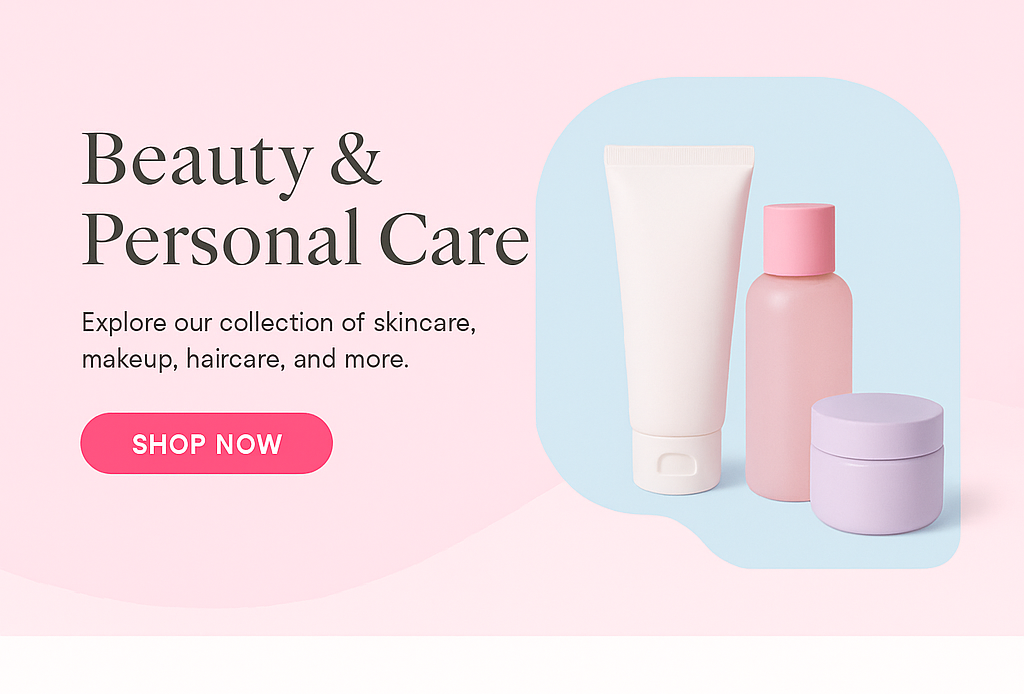 Beauty &
Personal Care
Explore our collection of skincare,
makeup, haircare, and more.
SHOP NOW